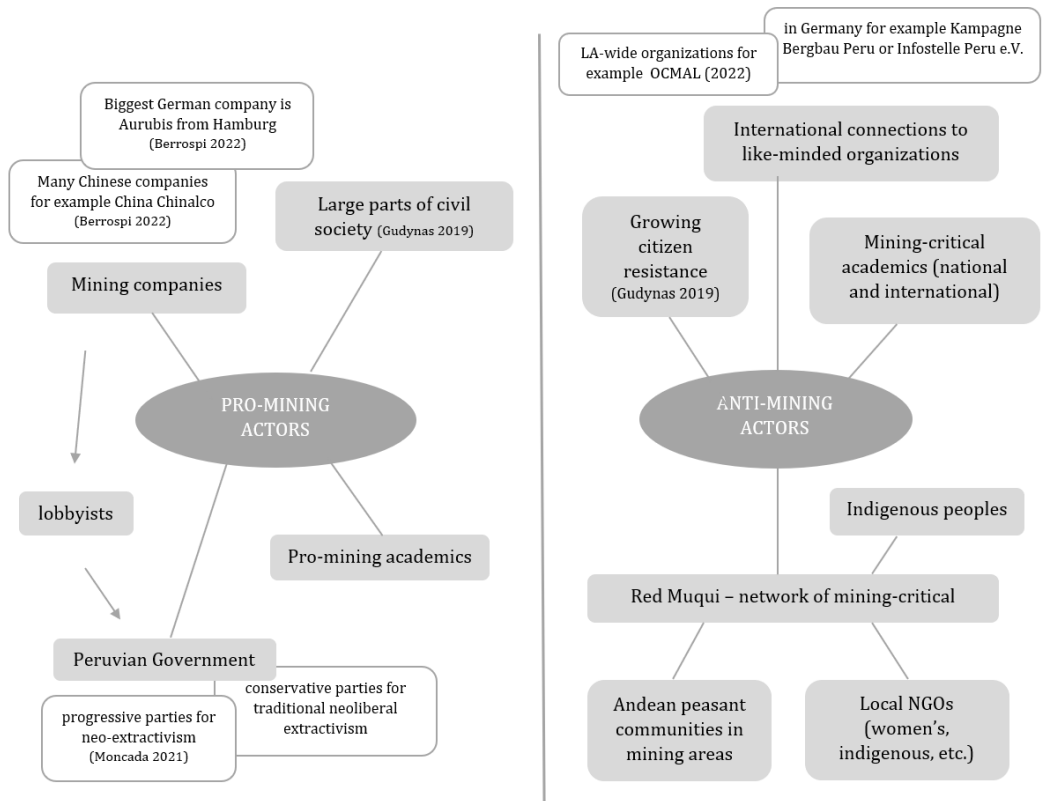 Biggest German company is
Aurubis from Hamburg
(Berrospi 2022)
Many Chinese companies
for example China Chinalco
(Berrospi 2022)
Large parts of civil
society (Gudynas 2019)
Mining companies
PRO-MINING
ACTORS
lobbyists
Pro-mining academics
Peruvian Government
conservative parties for
traditional neoliberal
extractivism
progressive parties for
neo-extractivism
(Moncada 2021)
LA-wide organizations for
example OCMAL (2022)
in Germany for example Kampagne
Bergbau Peru or Infostelle Peru e.V.
International connections to
like-minded organizations
Growing
citizen
resistance
(Gudynas 2019)
Mining-critical
academics (national
and international)
ANTI-MINING
ACTORS
Indigenous peoples
Red Muqui – network of mining-critical
Andean peasant
communities in
mining areas
Local NGOs
(women's,
indigenous, etc.)